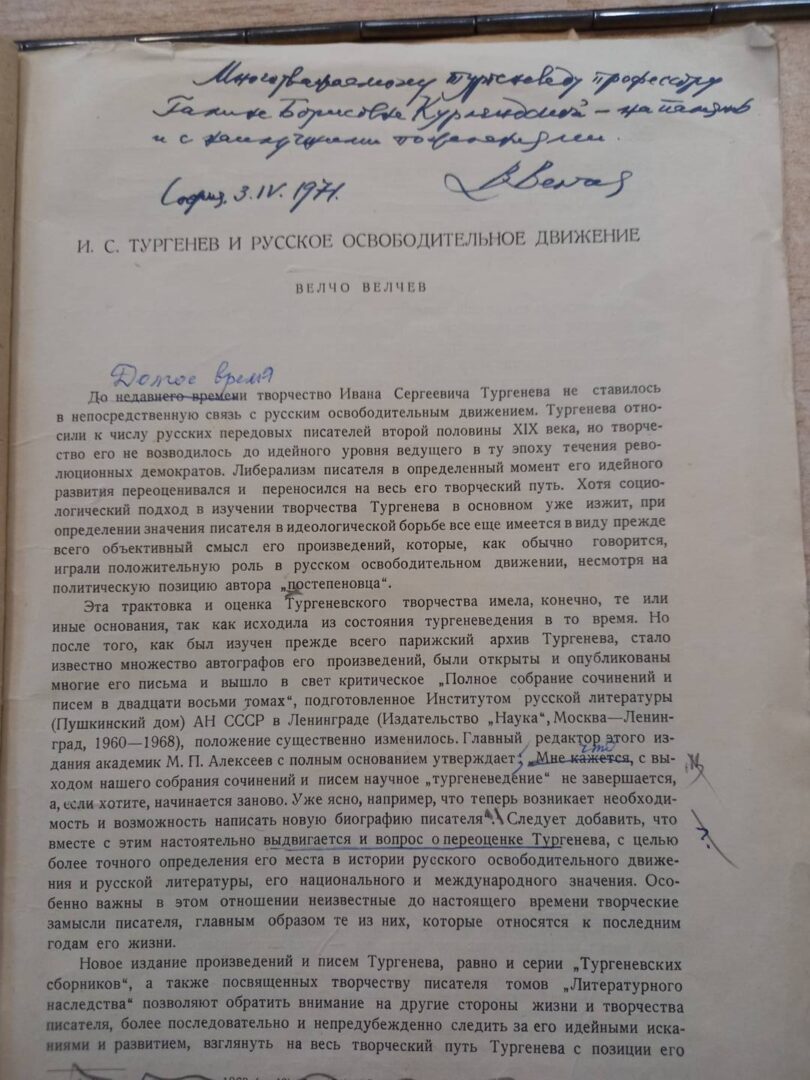 Многоуважаемому тургеневеду профессору
Галине Борисовне Курляндской – на память
и с наилучшими пожеланиями.
София, 3.IV.1971. В Велчев
И. С. ТУРГЕНЕВ И РУССКОЕ ОСВОБОДИТЕЛЬНОЕ ДВИЖЕНИЕ
ВЕЛЧО ВЕЛЧЕВ
Долгое время
До недавнего времени творчество Ивана Сергеевича Тургенева не ставилось
в непосредственную связь с русским освободительным движением. Тургенева отно-
сили к числу русских передовых писателей второй половины XIX века, но творче-
ство его не возводилось до идейного уровня ведущего в ту эпоху течения рево-
люционных демократов. Либерализм писателя в определенный момент его идейного
развития переоценивался и переносился на весь его творческий путь. Хотя социо-
логический подход в изучении творчества Тургенева в основном уже изжит, при
определении значения писателя в идеологической борьбе все еще имеется в виду прежде
всего объективный смысл его произведений, которые, как обычно говорится,
играли положительную роль в русском освободительном движении, несмотря на
политическую позицию автора „постепеновца“.
Эта трактовка и оценка Тургеневского творчества имела, конечно, те или
иные основания, так как исходила из состояния тургеневедения в то время. Но
после того, как был изучен прежде всего парижский архив Тургенева, стало
известно множество автографов его произведений, были открыты и опубликованы
многие его письма и вышло в свет критическое „Полное собрание сочинений и
писем в двадцати восьми томах“, подготовленное Институтом русской литературы
(Пушкинский дом) АН СССР в Ленинграде (Издательство „Наука“, Москва—Ленин-
град, 1960—1968), положение существенно изменилось. Главный редактор этого из-
что
дания академик М. П. Алексеев с полным основанием утверждает: „Мне кажется, с вы-
ходом нашего собрания сочинений и писем научное „тургеневедение“ не завершается,
а, если хотите, начинается заново. Уже ясно, например, что теперь возникает необходи-
мость и возможность написать новую биографию писателя“. Следует добавить, что
вместе с этим настоятельно выдвигается и вопрос о переоценке Тургенева, с целью
?
более точного определения его места в истории русского освободительного движе-
ния и русской литературы, его национального и международного значения. Осо-
бенно важны в этом отношении неизвестные до настоящего времени творческие
замыслы писателя, главным образом те из них, которые относятся к последним
годам его жизни.
Новое издание произведений и писем Тургенева, равно и серии „Тургеневских
сборников“, а также посвященных творчеству писателя томов „Литературного
наследства“ позволяют обратить внимание на другие стороны жизни и творчества
писателя, более последовательно и непредубежденно следить за его идейными иска-
ниями и развитием, взглянуть на весь творческий путь Тургенева с позиции его